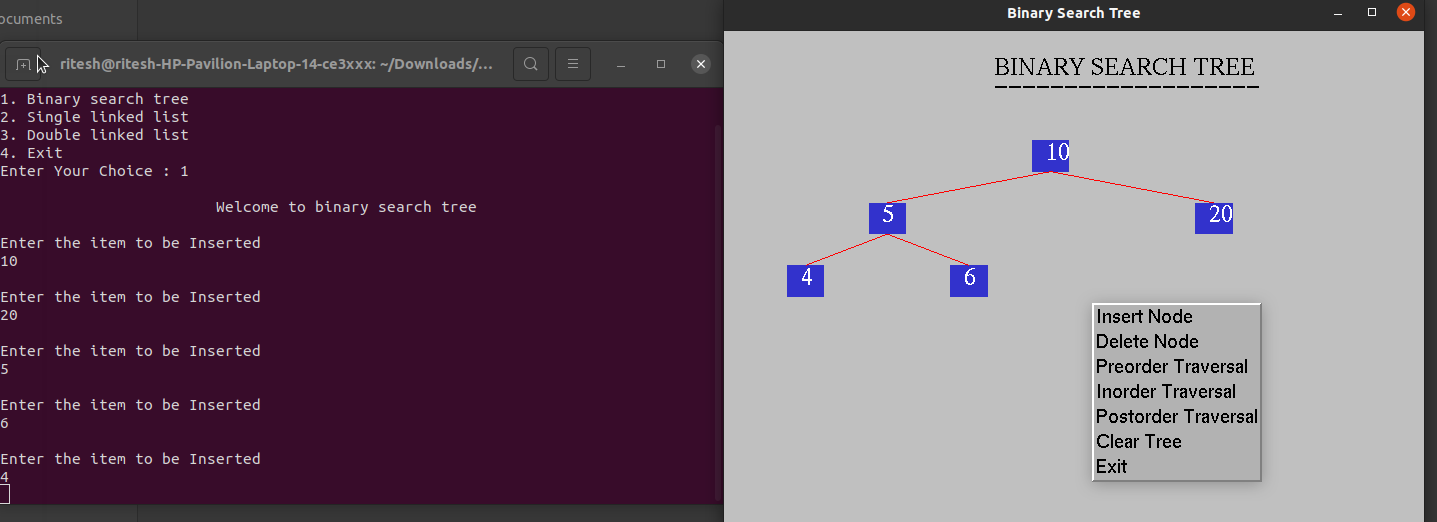 ocuments
ritesh@ritesh-HP-Pavilion-Laptop-14-ce3xxx: ~/Downloads/...
1. Binary search tree
2. Single linked list
3. Double linked list
4. Exit
Enter Your Choice : 1
Welcome to binary search tree
Enter the item to be Inserted
10
Enter the item to be Inserted
20
Enter the item to be Inserted
5
Enter the item to be Inserted
6
Enter the item to be Inserted
4
Binary Search Tree
BINARY SEARCH TREE
-------------------
10
5
20
4
6
Insert Node
Delete Node
Preorder Traversal
Inorder Traversal
Postorder Traversal
Clear Tree
Exit